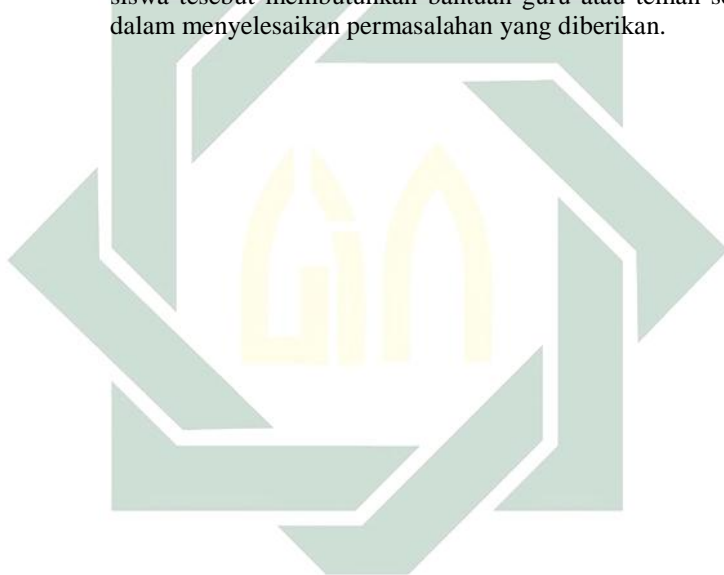 siswa tesebut membutuhkan bantuan guru atau teman
dalam menyelesaikan permasalahan yang diberikan.